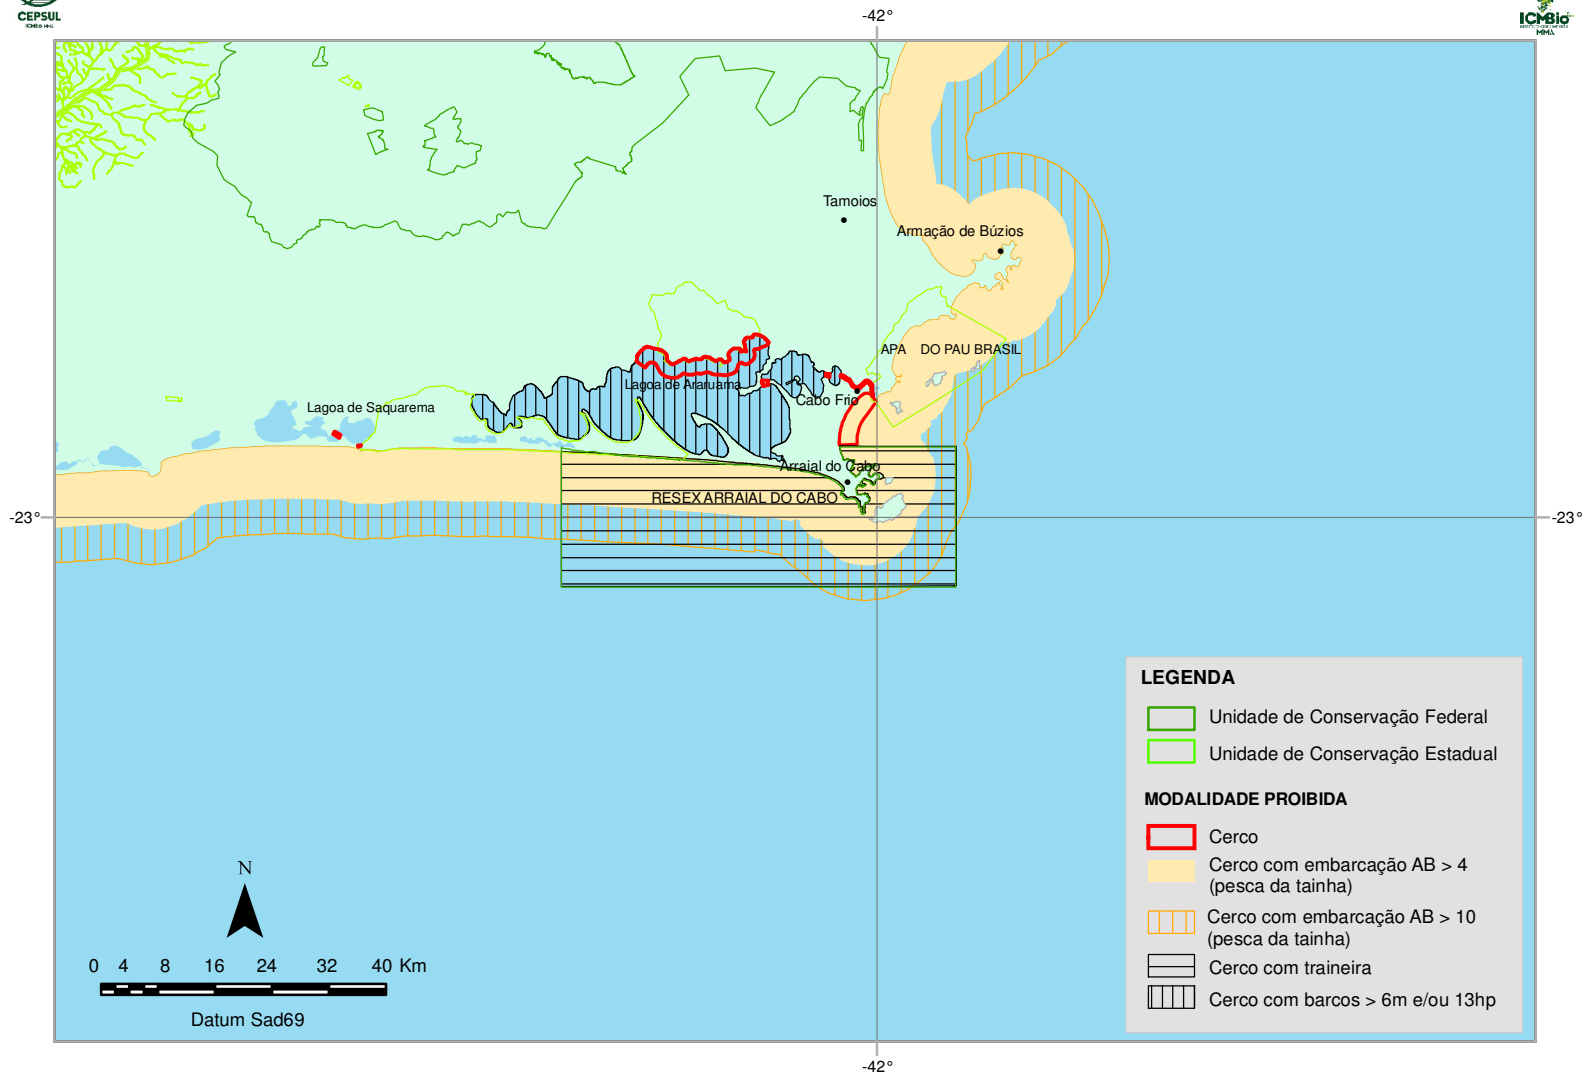 CEPSUL
ICMBio MMA
-42°
ICMBio
MMA
Tamoios
Armação de Búzios
APA DO PAU BRASIL
Lagoa de Araruama
Cabo Frio
Lagoa de Saquarema
Arraial do Cabo
RESEX ARRAIAL DO CABO
-23°
-23°
LEGENDA
Unidade de Conservação Federal
Unidade de Conservação Estadual
MODALIDADE PROIBIDA
Cerco
Cerco com embarcação AB > 4
(pesca da tainha)
Cerco com embarcação AB > 10
(pesca da tainha)
Cerco com traineira
Cerco com barcos > 6m e/ou 13hp
N
0 4 8 16 24 32 40 Km
Datum Sad69
-42°